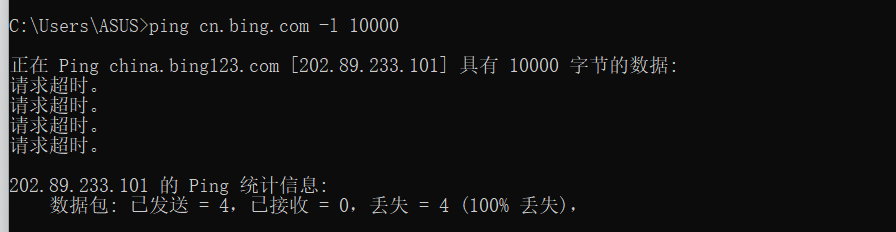 C:\Users\ASUS>ping cn.bing.com -l 10000
正在 Ping china.bing123.com [202.89.233.101] 具有 10000 字节的数据:
请求超时。
请求超时。
请求超时。
请求超时。
202.89.233.101 的 Ping 统计信息:
数据包: 已发送 = 4，已接收 = 0，丢失 = 4 (100% 丢失)，